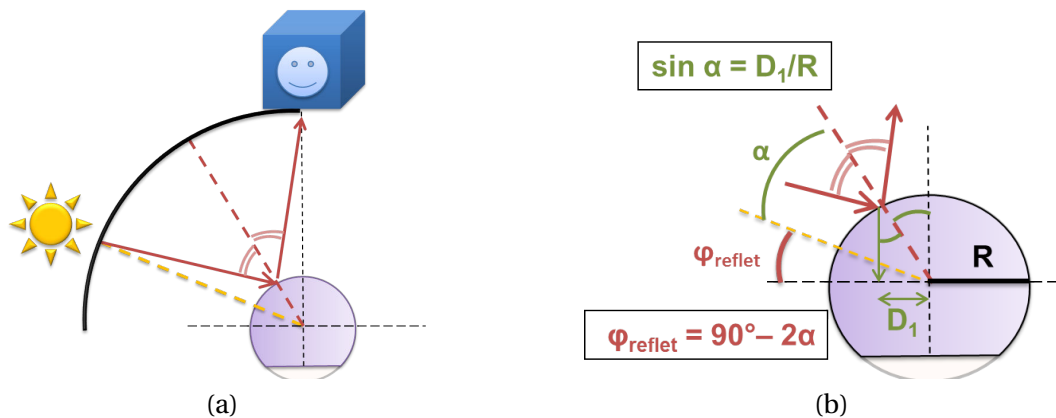 sin α = D₁/R
α
φreflet
R
D₁
φreflet = 90°– 2α
(a)
(b)